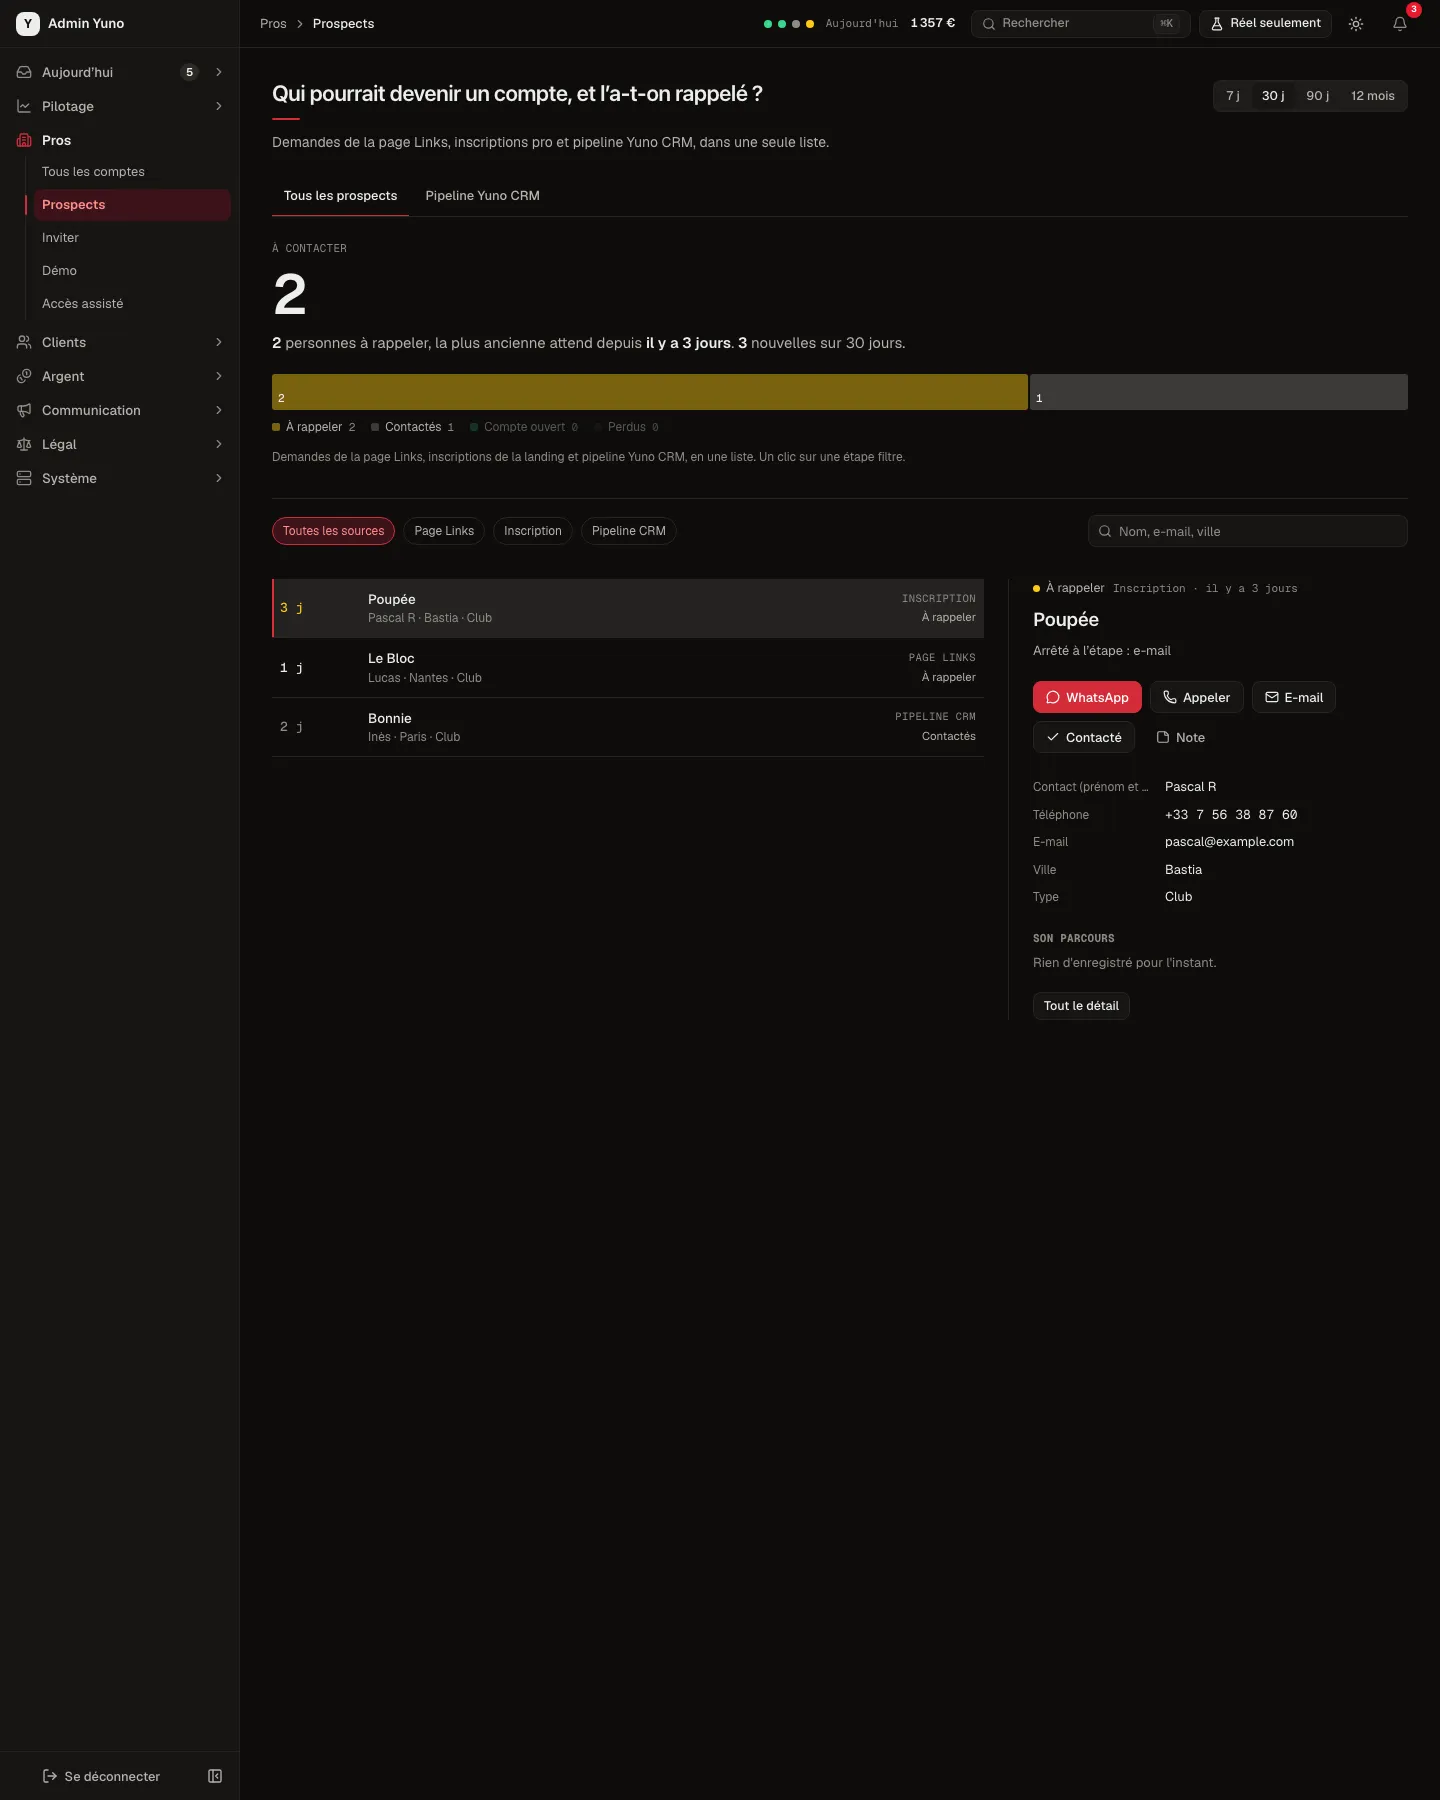 Y Admin Yuno
Pros > Prospects
Aujourd'hui 1 357 €
Rechercher ⌘K
Réel seulement
3
Aujourd'hui 5
Pilotage
Pros
Tous les comptes
Prospects
Inviter
Démo
Accès assisté
Clients
Argent
Communication
Légal
Système
Se déconnecter
Qui pourrait devenir un compte, et l'a-t-on rappelé ?
7 j 30 j 90 j 12 mois
Demandes de la page Links, inscriptions pro et pipeline Yuno CRM, dans une seule liste.
Tous les prospects Pipeline Yuno CRM
À CONTACTER
2
2 personnes à rappeler, la plus ancienne attend depuis il y a 3 jours. 3 nouvelles sur 30 jours.
2 1
À rappeler 2 Contactés 1 Compte ouvert 0 Perdus 0
Demandes de la page Links, inscriptions de la landing et pipeline Yuno CRM, en une liste. Un clic sur une étape filtre.
Toutes les sources Page Links Inscription Pipeline CRM
Nom, e-mail, ville
3 j Poupée INSCRIPTION
Pascal R · Bastia · Club À rappeler
1 j Le Bloc PAGE LINKS
Lucas · Nantes · Club À rappeler
2 j Bonnie PIPELINE CRM
Inès · Paris · Club Contactés
À rappeler Inscription · il y a 3 jours
Poupée
Arrêté à l'étape : e-mail
WhatsApp Appeler E-mail
Contacté Note
Contact (prénom et … Pascal R
Téléphone +33 7 56 38 87 60
E-mail pascal@example.com
Ville Bastia
Type Club
SON PARCOURS
Rien d'enregistré pour l'instant.
Tout le détail